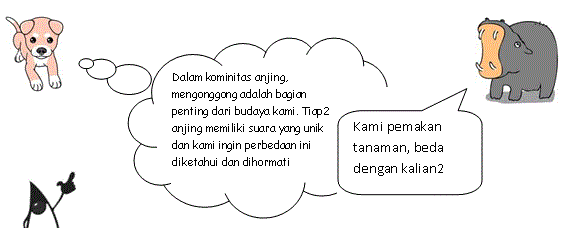 Dalam kominitas anjing,
mengonggong adalah bagian
penting dari budaya kami. Tiap2
anjing memiliki suara yang unik
dan kami ingin perbedaan ini
diketahui dan dihormati
Kami pemakan
tanaman, beda
dengan kalian2